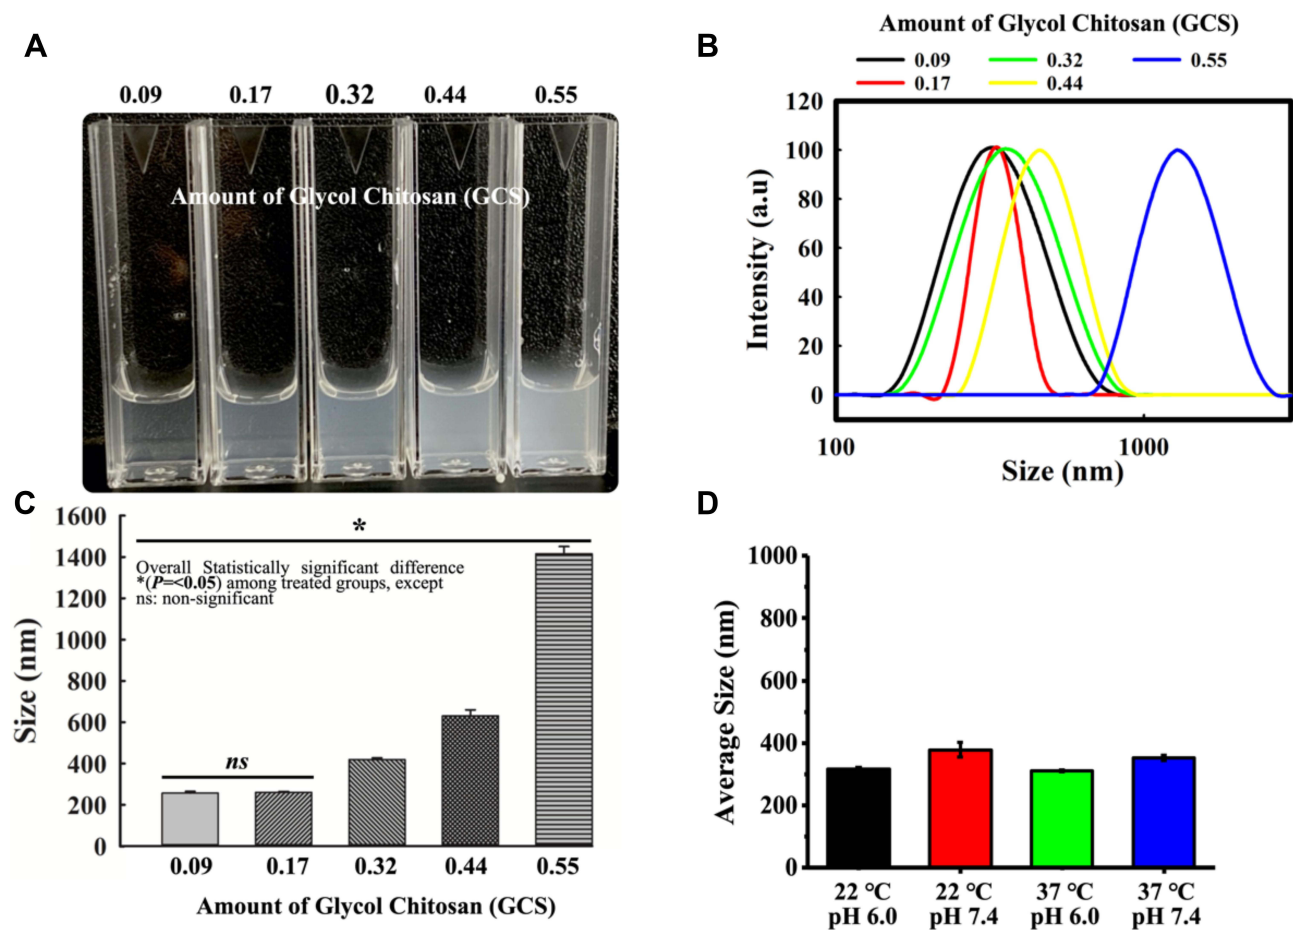 A
0.09 0.17 0.32 0.44 0.55
Amount of Glycol Chitosan (GCS)
B
Amount of Glycol Chitosan (GCS)
0.09 0.32 0.55
0.17 0.44
120
100
80
60
40
20
0
Intensity (a.u)
100 1000
Size (nm)
C
1600
1400
1200
1000
800
600
400
200
0
Size (nm)
*
Overall Statistically significant difference
*(P=<0.05) among treated groups, except
ns: non-significant
ns
0.09 0.17 0.32 0.44 0.55
Amount of Glycol Chitosan (GCS)
D
1000
800
600
400
200
0
Average Size (nm)
22 °C 22 °C 37 °C 37 °C
pH 6.0 pH 7.4 pH 6.0 pH 7.4